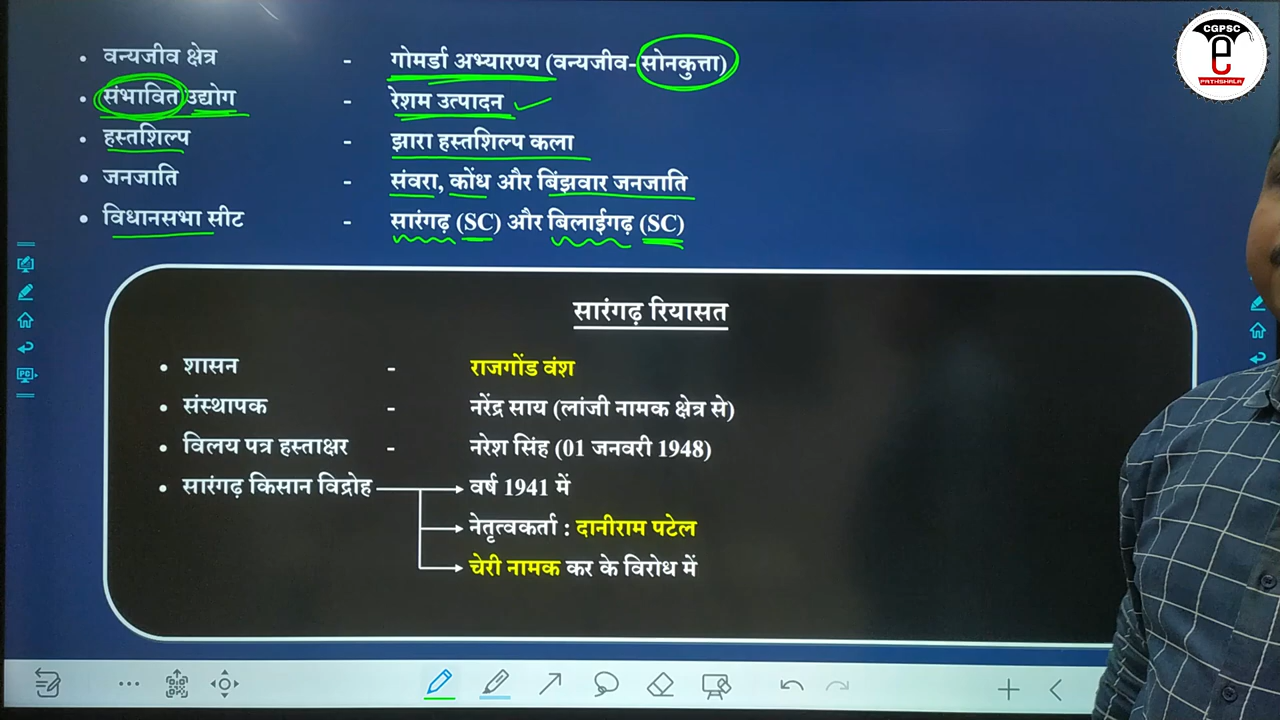 CGPSC
e
PATHSHALA
• वन्यजीव क्षेत्र - गोमर्डा अभ्यारण्य (वन्यजीव- सोनकुत्ता)
• संभावित उद्योग - रेशम उत्पादन
• हस्तशिल्प - झारा हस्तशिल्प कला
• जनजाति - संवरा, कोंध और बिंझवार जनजाति
• विधानसभा सीट - सारंगढ़ (SC) और बिलाईगढ़ (SC)
सारंगढ़ रियासत
• शासन - राजगोंड वंश
• संस्थापक - नरेंद्र साय (लांजी नामक क्षेत्र से)
• विलय पत्र हस्ताक्षर - नरेश सिंह (01 जनवरी 1948)
• सारंगढ़ किसान विद्रोह → वर्ष 1941 में
→ नेतृत्वकर्ता : दानीराम पटेल
→ चेरी नामक कर के विरोध में